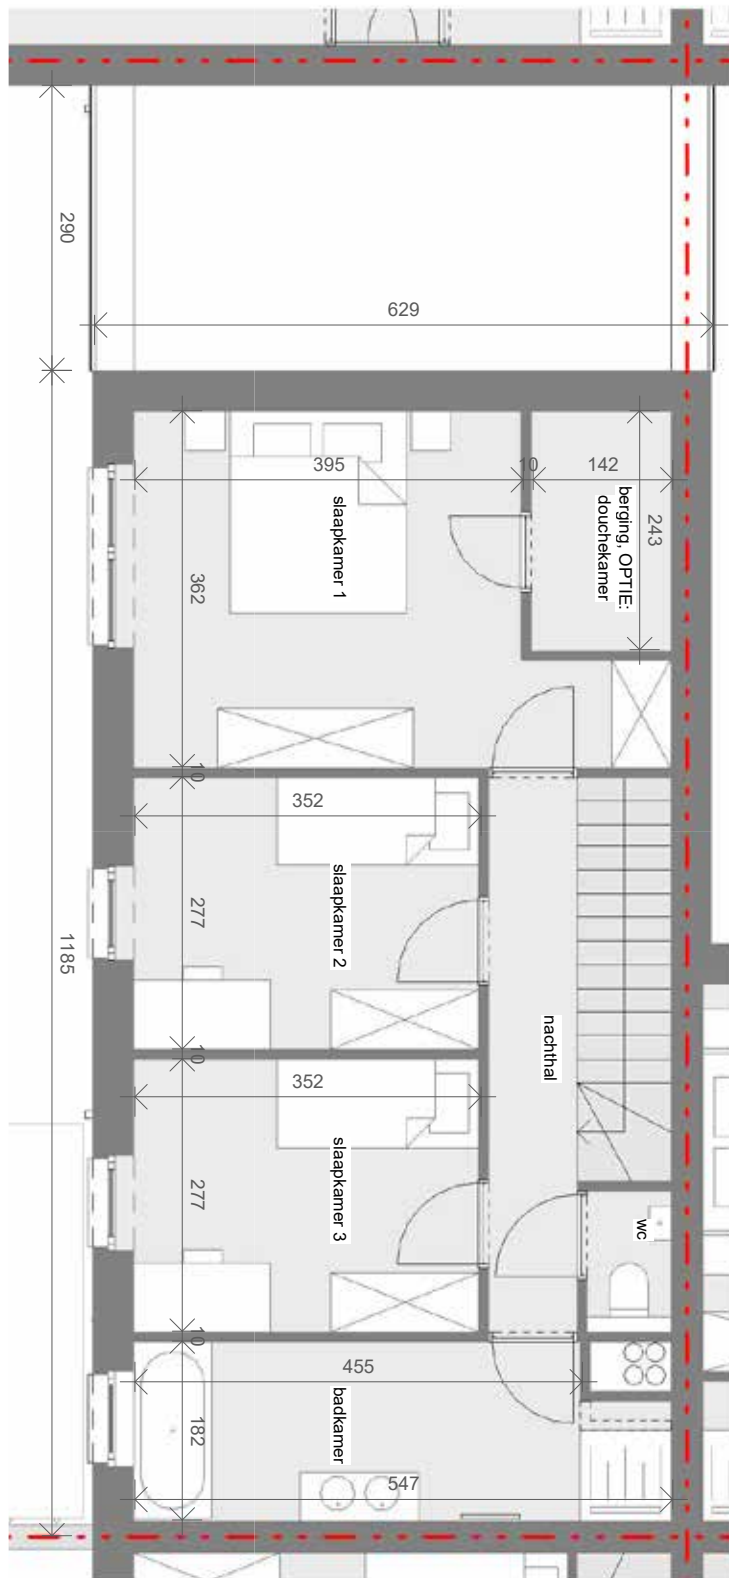 290
629
395
10
142
slaapkamer 1
berging, OPTIE:
douchekamer
243
362
10
352
slaapkamer 2
277
1185
10
nachthal
352
slaapkamer 3
277
wc
10
455
badkamer
182
547